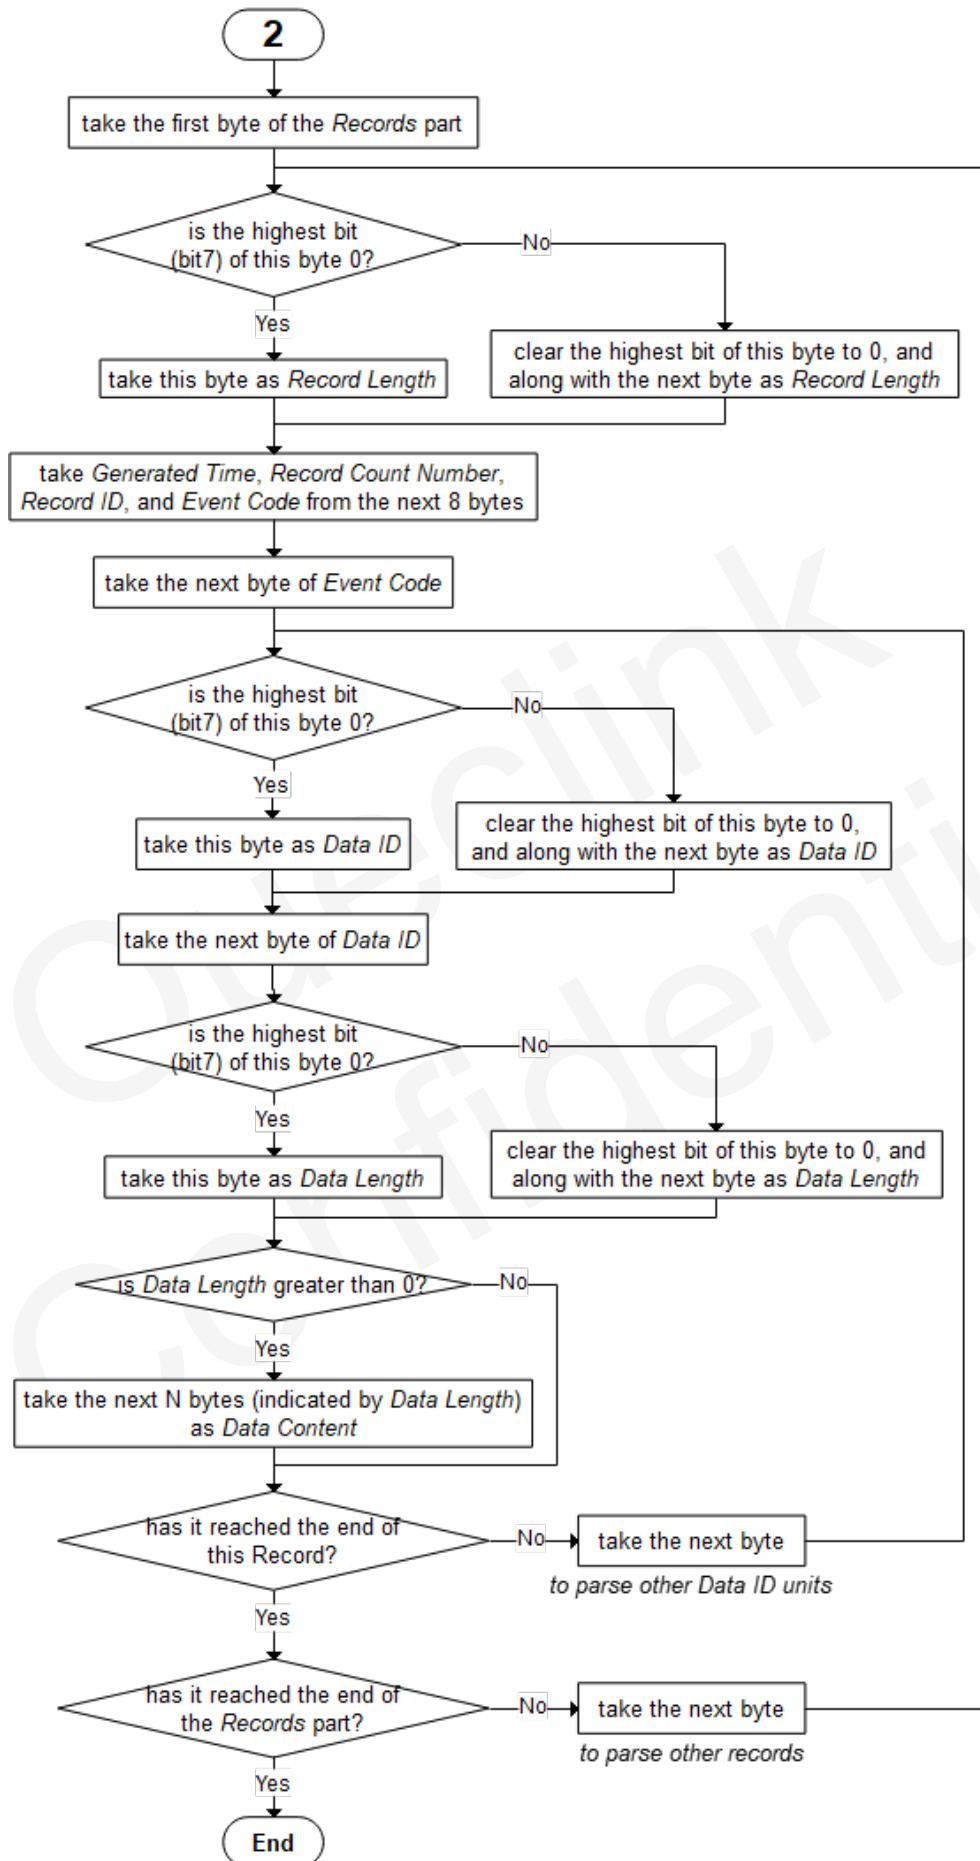 2
take the first byte of the Records part
is the highest bit
(bit7) of this byte 0?
No
Yes
take this byte as Record Length
clear the highest bit of this byte to 0, and
along with the next byte as Record Length
take Generated Time, Record Count Number,
Record ID, and Event Code from the next 8 bytes
take the next byte of Event Code
is the highest bit
(bit7) of this byte 0?
No
Yes
take this byte as Data ID
clear the highest bit of this byte to 0,
and along with the next byte as Data ID
take the next byte of Data ID
is the highest bit
(bit7) of this byte 0?
No
Yes
take this byte as Data Length
clear the highest bit of this byte to 0, and
along with the next byte as Data Length
is Data Length greater than 0?
No
Yes
take the next N bytes (indicated by Data Length)
as Data Content
has it reached the end of
this Record?
No
take the next byte
to parse other Data ID units
Yes
has it reached the end of
the Records part?
No
take the next byte
to parse other records
Yes
End
Queclink
Confidenti